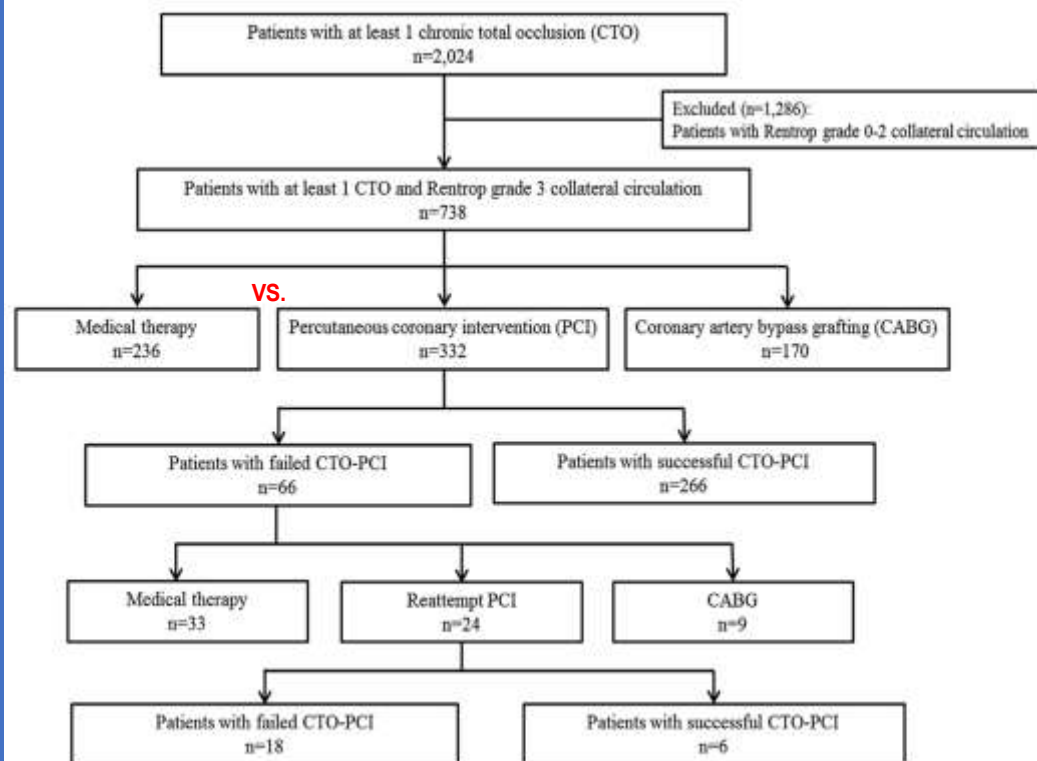 Patients with at least 1 chronic total occlusion (CTO)
n=2,024
Excluded (n=1,286):
Patients with Rentrop grade 0-2 collateral circulation
Patients with at least 1 CTO and Rentrop grade 3 collateral circulation
n=738
VS.
Medical therapy
n=236
Percutaneous coronary intervention (PCI)
n=332
Coronary artery bypass grafting (CABG)
n=170
Patients with failed CTO-PCI
n=66
Patients with successful CTO-PCI
n=266
Medical therapy
n=33
Reattempt PCI
n=24
CABG
n=9
Patients with failed CTO-PCI
n=18
Patients with successful CTO-PCI
n=6